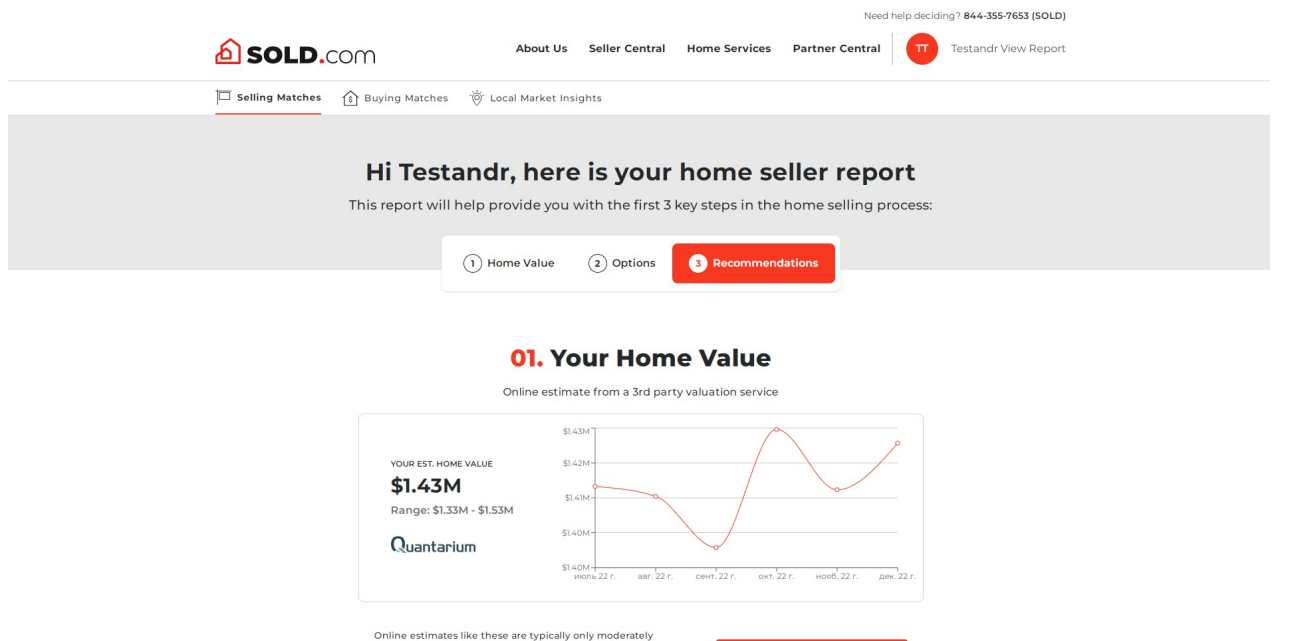 Need help deciding? 844-355-7653 (SOLD)
SOLD.com
About Us Seller Central Home Services Partner Central TT Testandr View Report
Selling Matches Buying Matches Local Market Insights
Hi Testandr, here is your home seller report
This report will help provide you with the first 3 key steps in the home selling process:
1 Home Value 2 Options 3 Recommendations
01. Your Home Value
Online estimate from a 3rd party valuation service
YOUR EST. HOME VALUE
$1.43M
Range: $1.33M - $1.53M
Quantarium
$1.43M
$1.42M
$1.41M
$1.40M
$1.40M
июль 22 г. авг. 22 г. сент. 22 г. окт. 22 г. нояб. 22 г. дек. 22 г.
Online estimates like these are typically only moderately